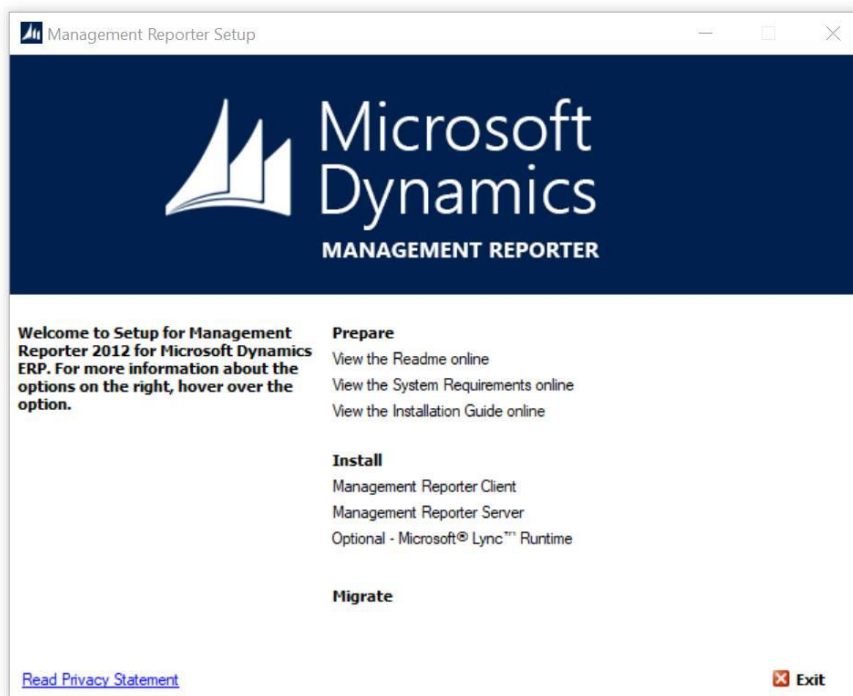 Management Reporter Setup
Microsoft
Dynamics
MANAGEMENT REPORTER
Welcome to Setup for Management
Reporter 2012 for Microsoft Dynamics
ERP. For more information about the
options on the right, hover over the
option.
Prepare
View the Readme online
View the System Requirements online
View the Installation Guide online
Install
Management Reporter Client
Management Reporter Server
Optional - Microsoft® Lync™ Runtime
Migrate
Read Privacy Statement
Exit